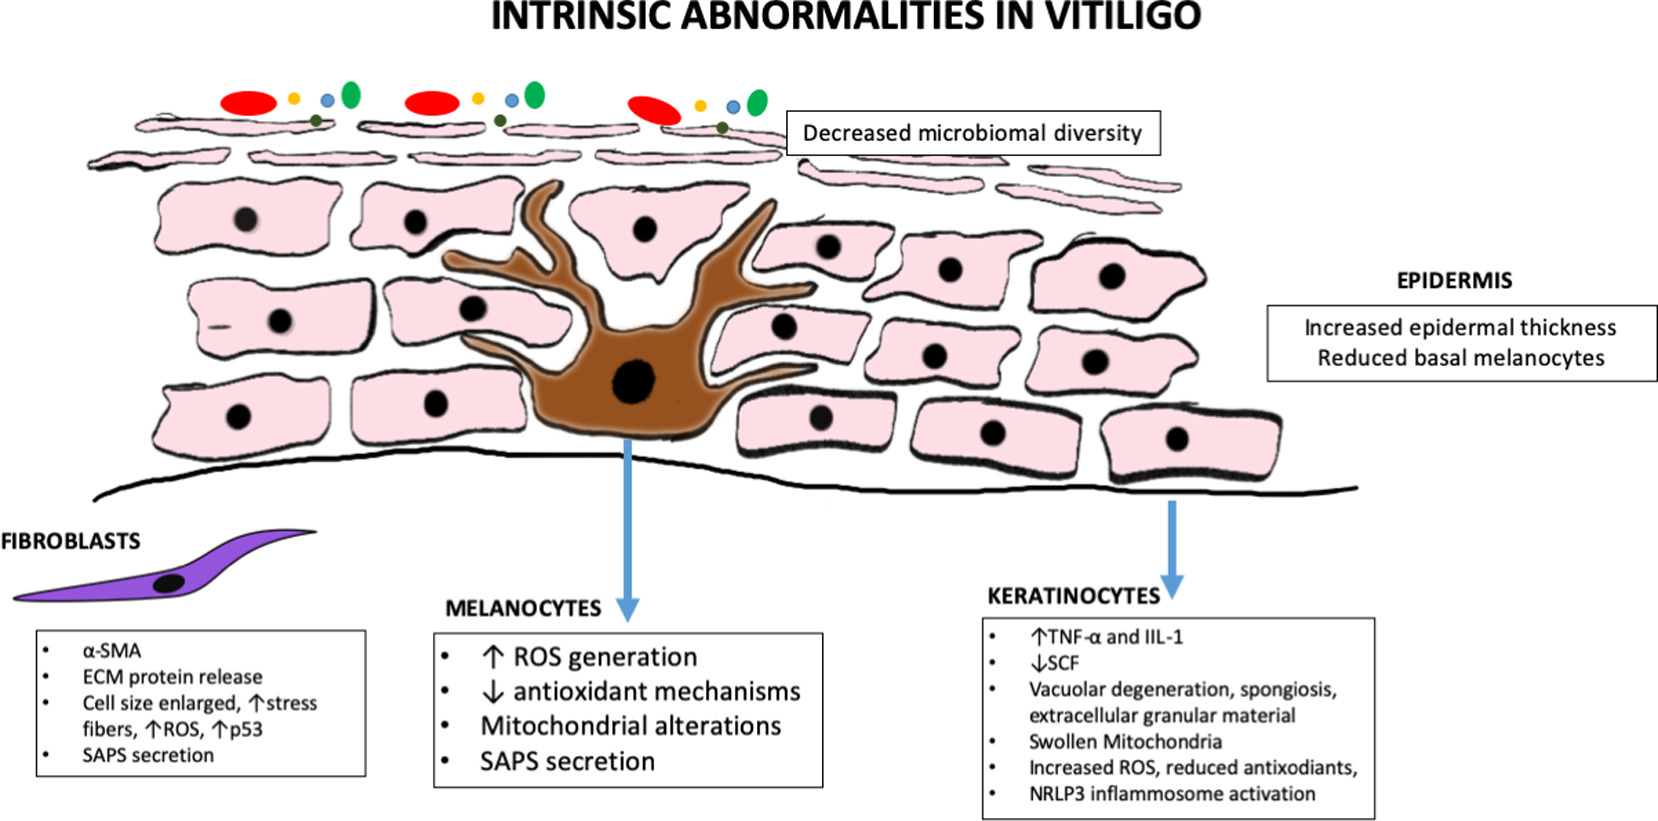 INTRINSIC ABNORMALITIES IN VITILIGO
Decreased microbiomal diversity
EPIDERMIS
Increased epidermal thickness
Reduced basal melanocytes
FIBROBLASTS
• α-SMA
• ECM protein release
• Cell size enlarged, ↑stress
fibers, ↑ROS, ↑p53
• SAPS secretion
MELANOCYTES
• ↑ ROS generation
• ↓ antioxidant mechanisms
• Mitochondrial alterations
• SAPS secretion
KERATINOCYTES
• ↑TNF-α and IIL-1
• ↓SCF
• Vacuolar degeneration, spongiosis,
extracellular granular material
• Swollen Mitochondria
• Increased ROS, reduced antixodiants,
• NRLP3 inflammosome activation